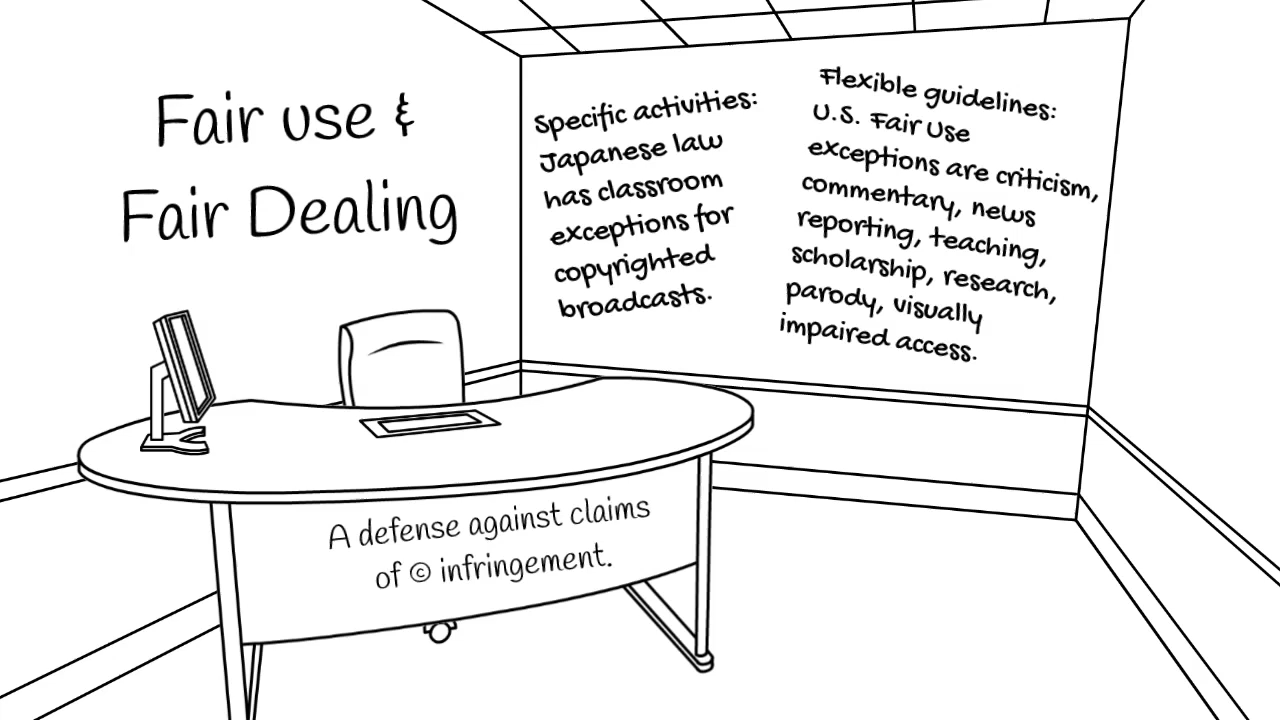 Fair use &
Fair Dealing
Specific activities:
Japanese law
has classroom
exceptions for
copyrighted
broadcasts.
Flexible guidelines:
U.S. Fair Use
exceptions are criticism,
commentary, news
reporting, teaching,
scholarship, research,
parody, visually
impaired access.
A defense against claims
of © infringement.